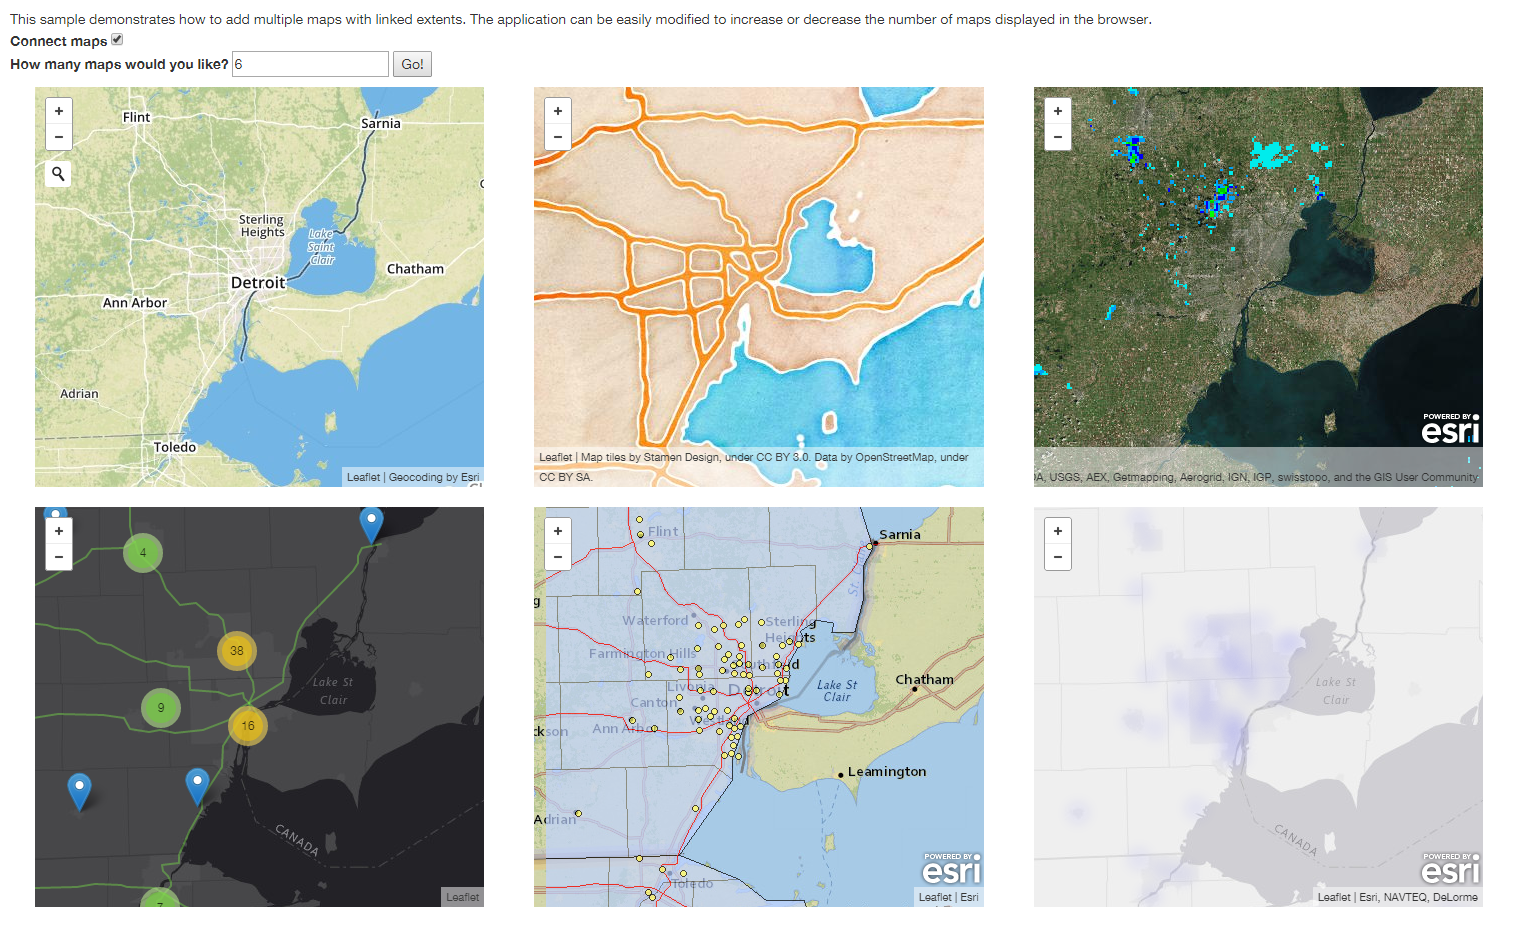 This sample demonstrates how to add multiple maps with linked extents. The application can be easily modified to increase or decrease the number of maps displayed in the browser.
Connect maps
How many maps would you like? 6 Go!
+
−
Flint
Sarnia
Sterling
Heights
Lake
Saint
Clair
Detroit
Chatham
Ann Arbor
Adrian
Toledo
Leaflet | Geocoding by Esri
+
−
Leaflet | Map tiles by Stamen Design, under CC BY 3.0. Data by OpenStreetMap, under
CC BY SA.
+
−
POWERED BY
esri
USGS, AEX, Getmapping, Aerogrid, IGN, IGP, swisstopo, and the GIS User Community
+
−
4
38
9
16
7
Lake St
Clair
CANADA
Leaflet
+
−
Flint
Sarnia
Waterford
Sterling
Heights
Farmington Hills
Southfield
Livonia
Detroit
Lake St
Clair
Chatham
Canton
Westland
Ann Arbor
Leamington
Adrian
Toledo
POWERED BY
esri
Leaflet | Esri
+
−
Lake St
Clair
CANADA
POWERED BY
esri
Leaflet | Esri, NAVTEQ, DeLorme